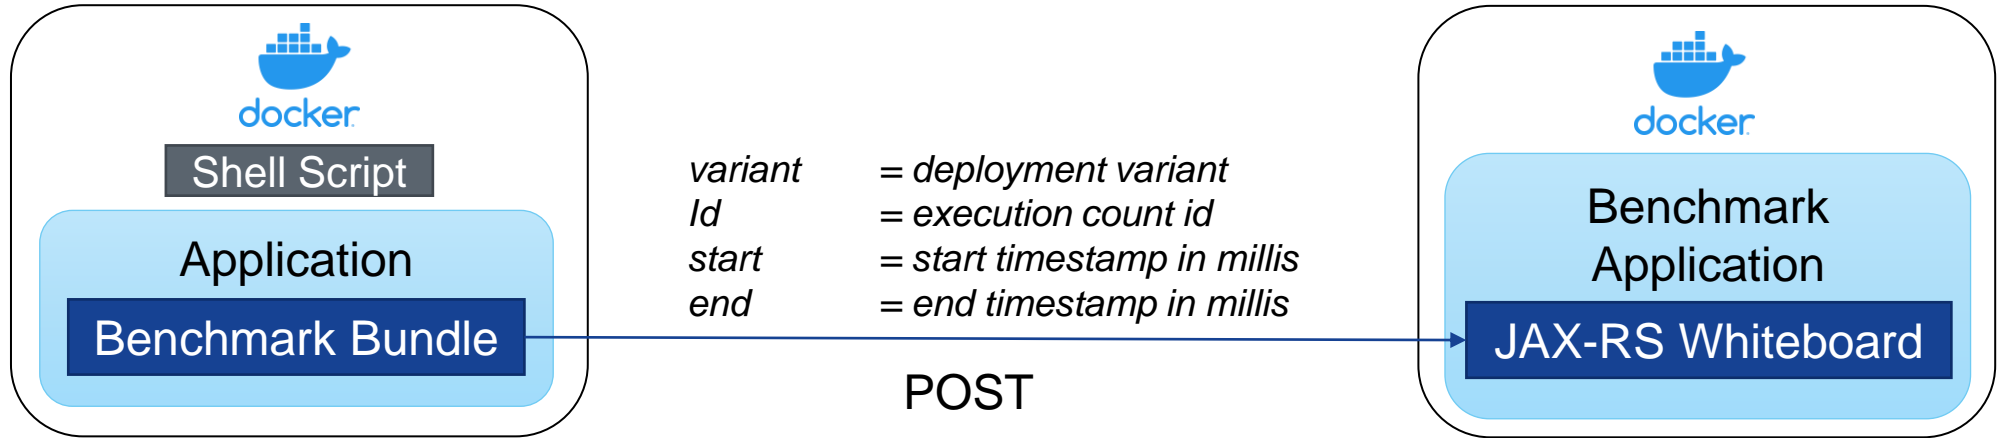 docker
Shell Script
Application
Benchmark Bundle
variant = deployment variant
Id = execution count id
start = start timestamp in millis
end = end timestamp in millis
POST
docker
Benchmark
Application
JAX-RS Whiteboard